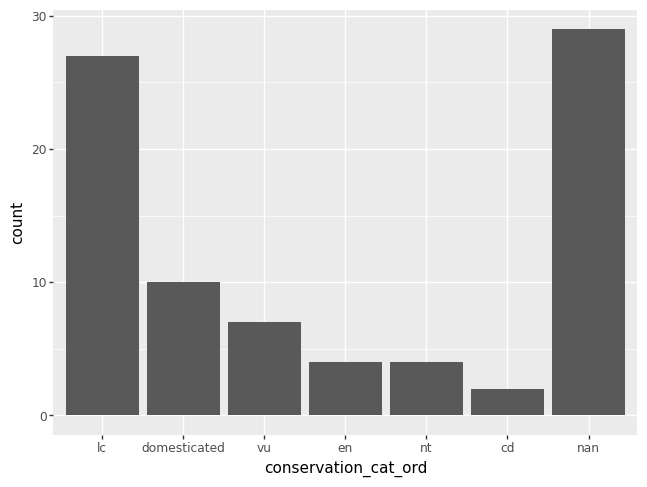 30
20
10
0
count
lc domesticated vu en nt cd nan
conservation_cat_ord